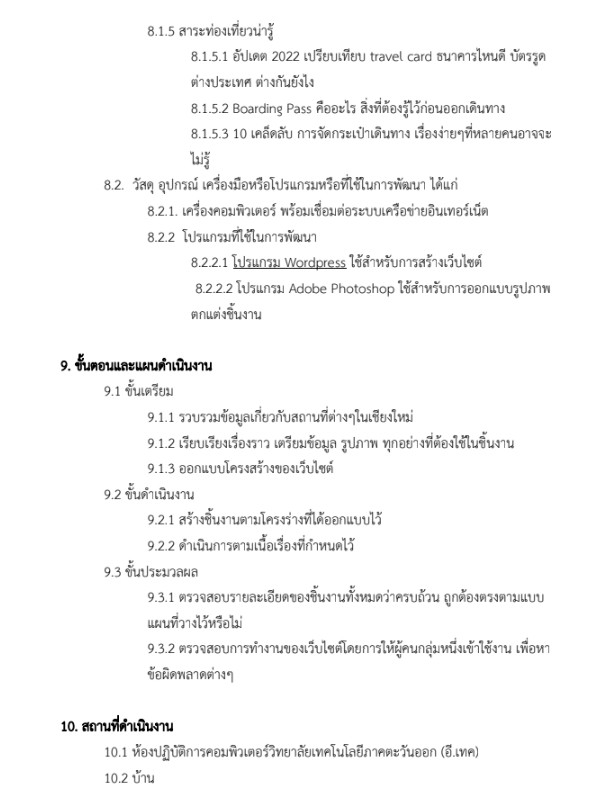 8.1.5 สาระท่องเที่ยวน่ารู้
8.1.5.1 อัปเดต 2022 เปรียบเทียบ travel card ธนาคารไหนดี บัตรรูด
ต่างประเทศ ต่างกันยังไง
8.1.5.2 Boarding Pass คืออะไร สิ่งที่ต้องรู้ไว้ก่อนออกเดินทาง
8.1.5.3 10 เคล็ดลับ การจัดกระเป๋าเดินทาง เรื่องง่ายๆที่หลายคนอาจจะ
ไม่รู้
8.2. วัสดุ อุปกรณ์ เครื่องมือหรือโปรแกรมหรือที่ใช้ในการพัฒนา ได้แก่
8.2.1. เครื่องคอมพิวเตอร์ พร้อมเชื่อมต่อระบบเครือข่ายอินเทอร์เน็ต
8.2.2 โปรแกรมที่ใช้ในการพัฒนา
8.2.2.1 โปรแกรม Wordpress ใช้สำหรับการสร้างเว็บไซต์
8.2.2.2 โปรแกรม Adobe Photoshop ใช้สำหรับการออกแบบรูปภาพ
ตกแต่งชิ้นงาน
9. ขั้นตอนและแผนดำเนินงาน
9.1 ขั้นเตรียม
9.1.1 รวบรวมข้อมูลเกี่ยวกับสถานที่ต่างๆในเชียงใหม่
9.1.2 เรียบเรียงเรื่องราว เตรียมข้อมูล รูปภาพ ทุกอย่างที่ต้องใช้ในชิ้นงาน
9.1.3 ออกแบบโครงสร้างของเว็บไซต์
9.2 ขั้นดำเนินงาน
9.2.1 สร้างชิ้นงานตามโครงร่างที่ได้ออกแบบไว้
9.2.2 ดำเนินการตามเนื้อเรื่องที่กำหนดไว้
9.3 ขั้นประมวลผล
9.3.1 ตรวจสอบรายละเอียดของชิ้นงานทั้งหมดว่าครบถ้วน ถูกต้องตรงตามแบบ
แผนที่วางไว้หรือไม่
9.3.2 ตรวจสอบการทำงานของเว็บไซต์โดยการให้ผู้คนกลุ่มหนึ่งเข้าใช้งาน เพื่อหา
ข้อผิดพลาดต่างๆ
10. สถานที่ดำเนินงาน
10.1 ห้องปฏิบัติการคอมพิวเตอร์วิทยาลัยเทคโนโลยีภาคตะวันออก (อี.เทค)
10.2 บ้าน